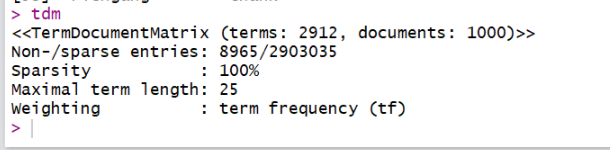 > tdm
<<TermDocumentMatrix (terms: 2912, documents: 1000)>>
Non-/sparse entries: 8965/2903035
Sparsity           : 100%
Maximal term length: 25
Weighting          : term frequency (tf)
>